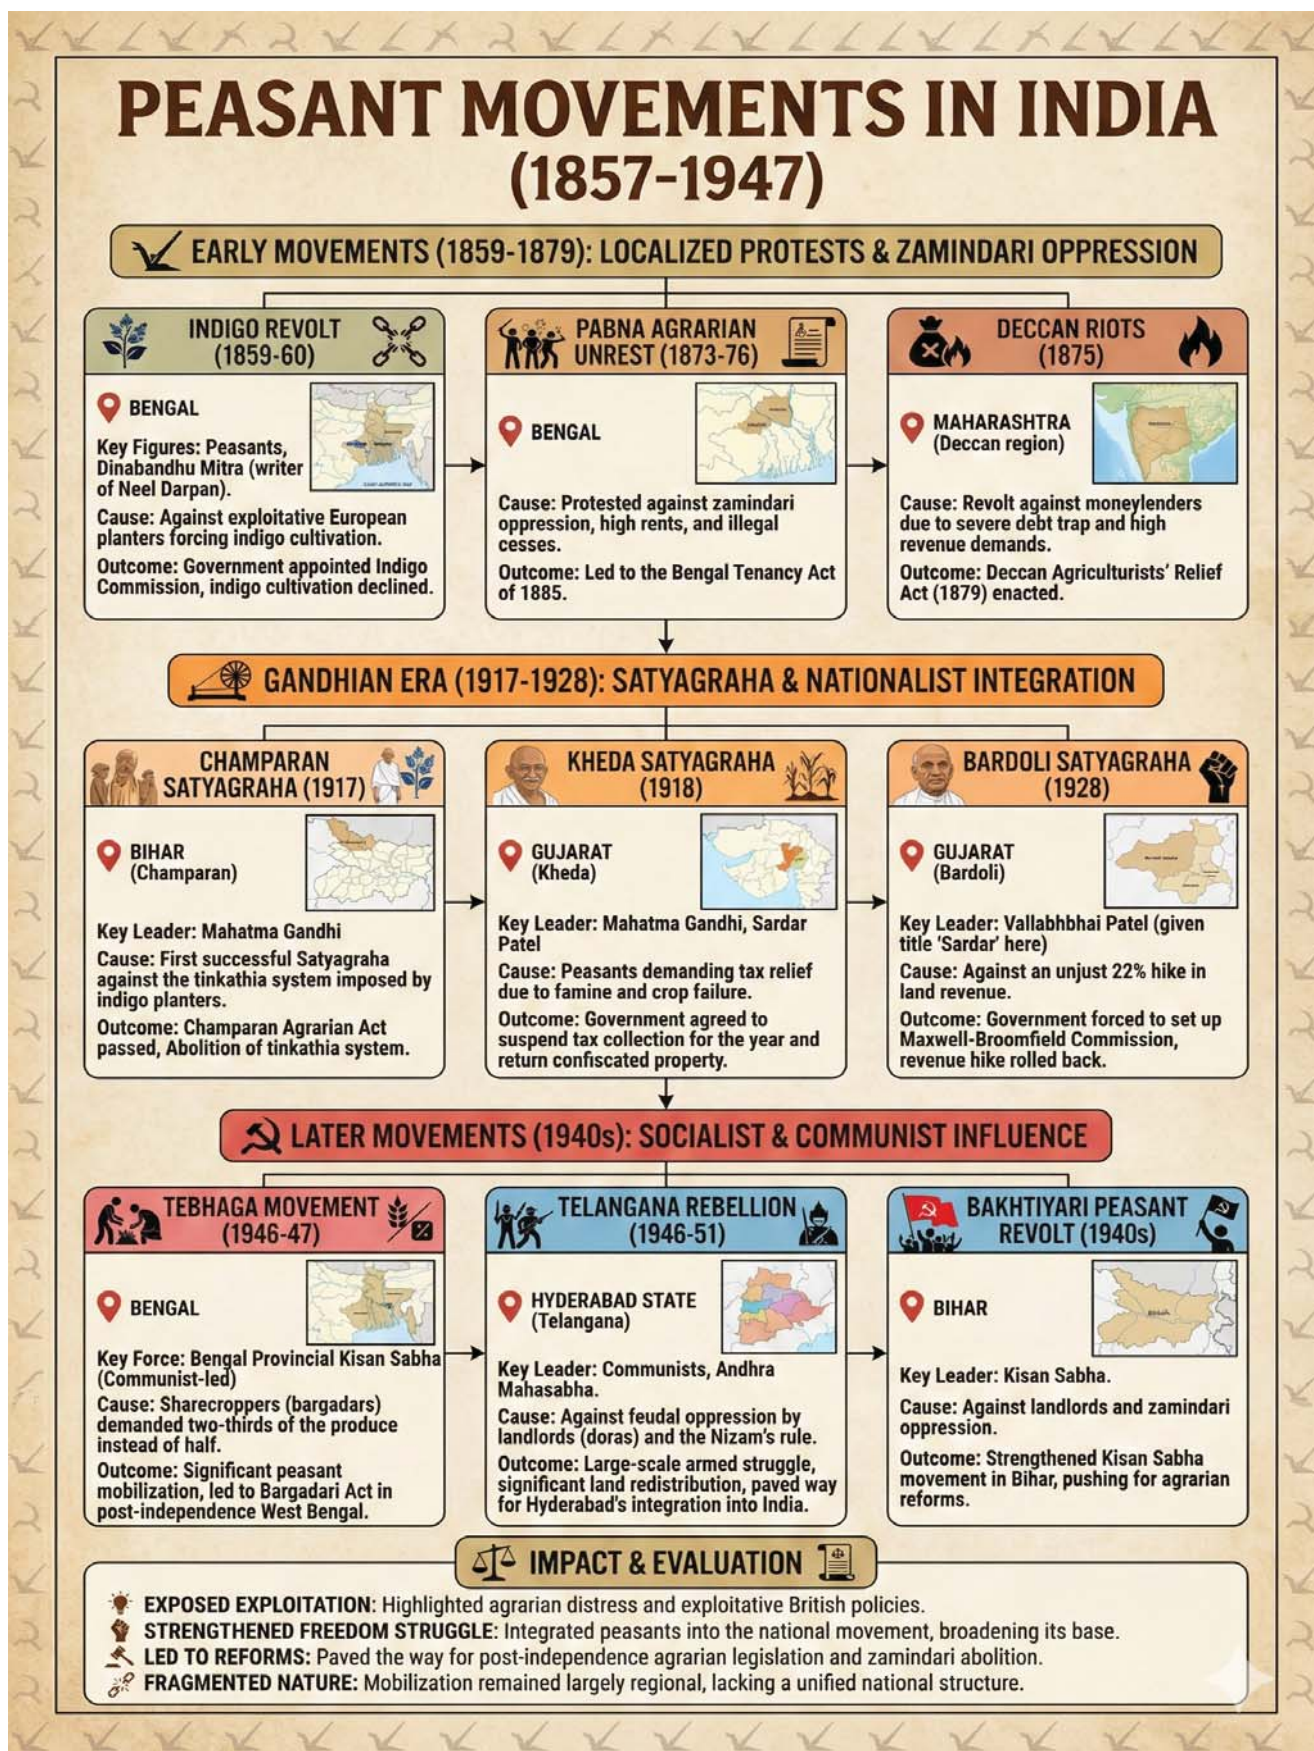 PEASANT MOVEMENTS IN INDIA
(1857-1947)
EARLY MOVEMENTS (1859-1879): LOCALIZED PROTESTS & ZAMINDARI OPPRESSION
INDIGO REVOLT
(1859-60)
BENGAL
Key Figures: Peasants,
Dinabandhu Mitra (writer
of Neel Darpan).
Cause: Against exploitative European
planters forcing indigo cultivation.
Outcome: Government appointed Indigo
Commission, indigo cultivation declined.
PABNA AGRARIAN
UNREST (1873-76)
BENGAL
Cause: Protested against zamindari
oppression, high rents, and illegal
cesses.
Outcome: Led to the Bengal Tenancy Act
of 1885.
DECCAN RIOTS
(1875)
MAHARASHTRA
(Deccan region)
Cause: Revolt against moneylenders
due to severe debt trap and high
revenue demands.
Outcome: Deccan Agriculturists' Relief
Act (1879) enacted.
GANDHIAN ERA (1917-1928): SATYAGRAHA & NATIONALIST INTEGRATION
CHAMPARAN
SATYAGRAHA (1917)
BIHAR
(Champaran)
Key Leader: Mahatma Gandhi
Cause: First successful Satyagraha
against the tinkathia system imposed by
indigo planters.
Outcome: Champaran Agrarian Act
passed, Abolition of tinkathia system.
KHEDA SATYAGRAHA
(1918)
GUJARAT
(Kheda)
Key Leader: Mahatma Gandhi, Sardar
Patel
Cause: Peasants demanding tax relief
due to famine and crop failure.
Outcome: Government agreed to
suspend tax collection for the year and
return confiscated property.
BARDOLI SATYAGRAHA
(1928)
GUJARAT
(Bardoli)
Key Leader: Vallabhbhai Patel (given
title 'Sardar' here)
Cause: Against an unjust 22% hike in
land revenue.
Outcome: Government forced to set up
Maxwell-Broomfield Commission,
revenue hike rolled back.
LATER MOVEMENTS (1940s): SOCIALIST & COMMUNIST INFLUENCE
TEBHAGA MOVEMENT
(1946-47)
BENGAL
Key Force: Bengal Provincial Kisan Sabha
(Communist-led)
Cause: Sharecroppers (bargadars)
demanded two-thirds of the produce
instead of half.
Outcome: Significant peasant
mobilization, led to Bargadari Act in
post-independence West Bengal.
TELANGANA REBELLION
(1946-51)
HYDERABAD STATE
(Telangana)
Key Leader: Communists, Andhra
Mahasabha.
Cause: Against feudal oppression by
landlords (doras) and the Nizam's rule.
Outcome: Large-scale armed struggle,
significant land redistribution, paved way
for Hyderabad's integration into India.
BAKHTIYARI PEASANT
REVOLT (1940s)
BIHAR
Key Leader: Kisan Sabha.
Cause: Against landlords and zamindari
oppression.
Outcome: Strengthened Kisan Sabha
movement in Bihar, pushing for agrarian
reforms.
IMPACT & EVALUATION
EXPOSED EXPLOITATION: Highlighted agrarian distress and exploitative British policies.
STRENGTHENED FREEDOM STRUGGLE: Integrated peasants into the national movement, broadening its base.
LED TO REFORMS: Paved the way for post-independence agrarian legislation and zamindari abolition.
FRAGMENTED NATURE: Mobilization remained largely regional, lacking a unified national structure.